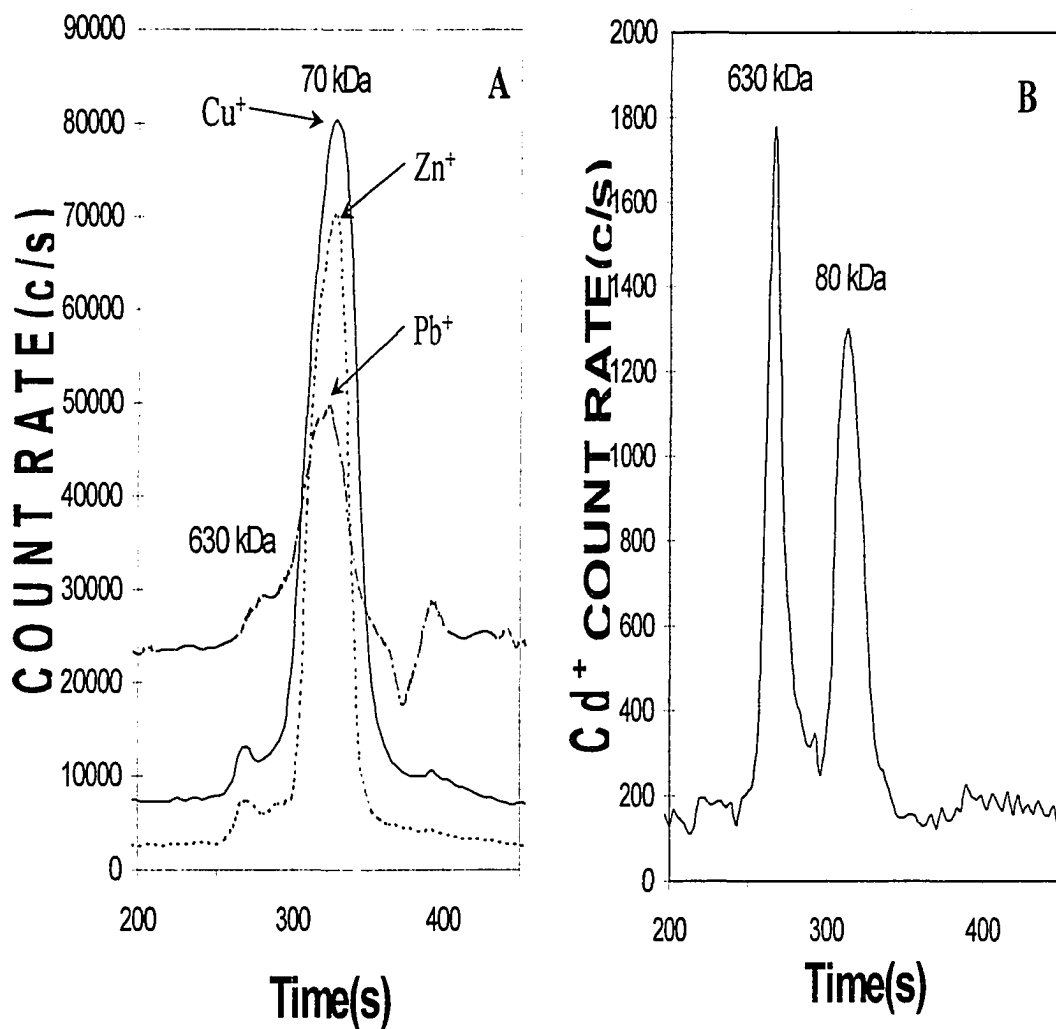 90000
80000
70000
60000
50000
40000
30000
20000
10000
0
COUNT RATE(c/s)
70 kDa
A
Cu⁺
Zn⁺
Pb⁺
630 kDa
200
300
400
Time(s)
2000
1800
1600
1400
1200
1000
800
600
400
200
0
Cd⁺ COUNT RATE(c/s)
630 kDa
B
80 kDa
200
300
400
Time(s)